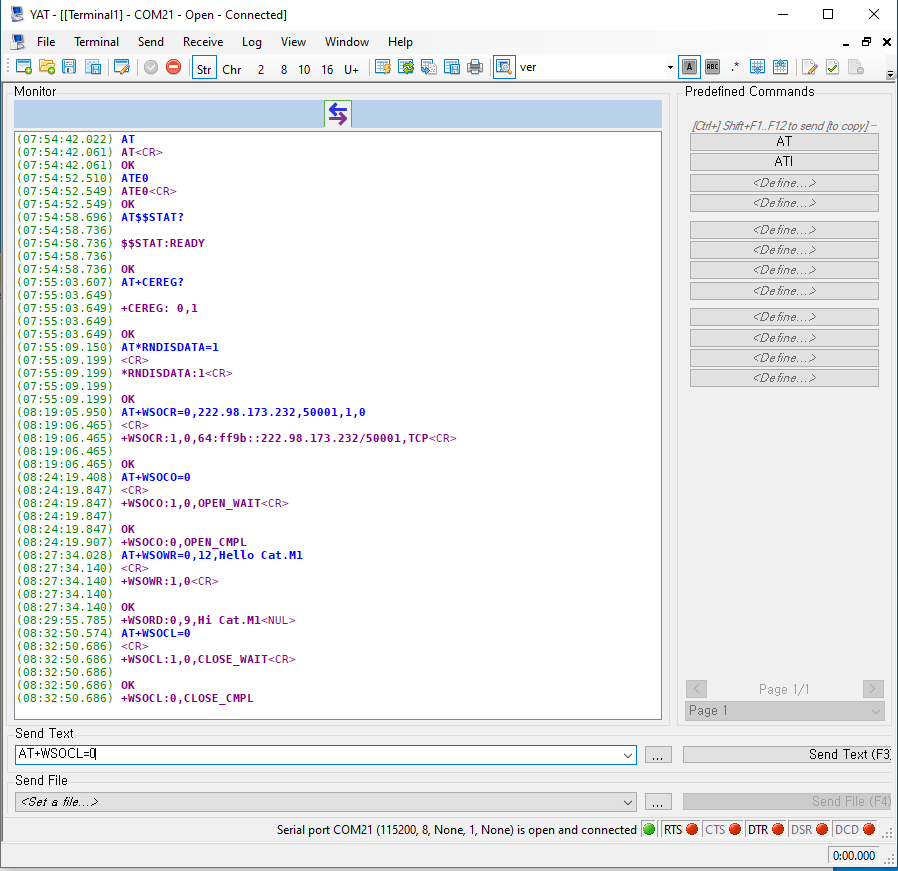 YAT - [[Terminal1] - COM21 - Open - Connected]
File Terminal Send Receive Log View Window Help
Str Chr 2 8 10 16 U+ ver A ABC .*
Monitor
(07:54:42.022) AT
(07:54:42.061) AT<CR>
(07:54:42.061) OK
(07:54:52.510) ATE0
(07:54:52.549) ATE0<CR>
(07:54:52.549) OK
(07:54:58.696) AT$$STAT?
(07:54:58.736)
(07:54:58.736) $$STAT:READY
(07:54:58.736)
(07:54:58.736) OK
(07:55:03.607) AT+CEREG?
(07:55:03.649)
(07:55:03.649) +CEREG: 0,1
(07:55:03.649)
(07:55:03.649) OK
(07:55:09.150) AT*RNDISDATA=1
(07:55:09.199) <CR>
(07:55:09.199) *RNDISDATA:1<CR>
(07:55:09.199)
(07:55:09.199) OK
(08:19:05.950) AT+WSOCR=0,222.98.173.232,50001,1,0
(08:19:06.465) <CR>
(08:19:06.465) +WSOCR:1,0,64:ff9b::222.98.173.232/50001,TCP<CR>
(08:19:06.465)
(08:19:06.465) OK
(08:24:19.408) AT+WSOCO=0
(08:24:19.847) <CR>
(08:24:19.847) +WSOCO:1,0,OPEN_WAIT<CR>
(08:24:19.847)
(08:24:19.847) OK
(08:24:19.907) +WSOCO:0,OPEN_CMPL
(08:27:34.028) AT+WSOWR=0,12,Hello Cat.M1
(08:27:34.140) <CR>
(08:27:34.140) +WSOWR:1,0<CR>
(08:27:34.140)
(08:27:34.140) OK
(08:29:55.785) +WSORD:0,9,Hi Cat.M1<NUL>
(08:32:50.574) AT+WSOCL=0
(08:32:50.686) <CR>
(08:32:50.686) +WSOCL:1,0,CLOSE_WAIT<CR>
(08:32:50.686)
(08:32:50.686) OK
(08:32:50.686) +WSOCL:0,CLOSE_CMPL
Predefined Commands
[Ctrl+] Shift+F1..F12 to send [to copy]
AT
ATI
<Define...>
<Define...>
<Define...>
<Define...>
<Define...>
<Define...>
<Define...>
<Define...>
<Define...>
<Define...>
< Page 1/1 >
Page 1
Send Text
AT+WSOCL=0
... Send Text (F3)
Send File
<Set a file...>
... Send File (F4)
Serial port COM21 (115200, 8, None, 1, None) is open and connected RTS CTS DTR DSR DCD
0:00.000